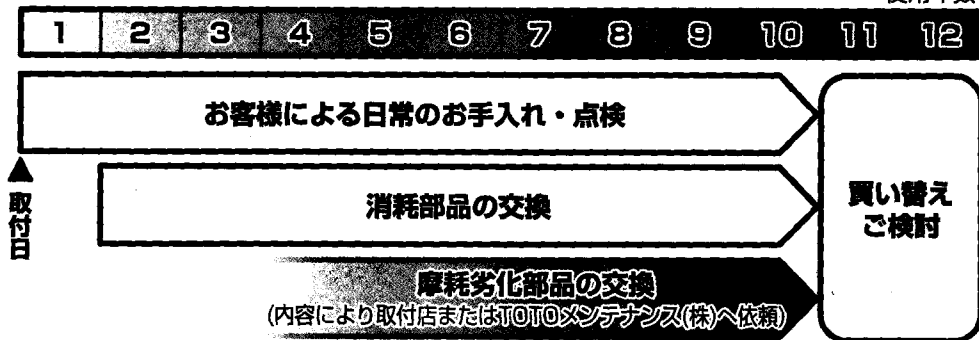 1 2 3 4 5 6 7 8 9 10 11 12
お客様による日常のお手入れ・点検
取付日
消耗部品の交換
買い替え
ご検討
摩耗劣化部品の交換
(内容により取付店またはTOTOメンテナンス(株)へ依頼)